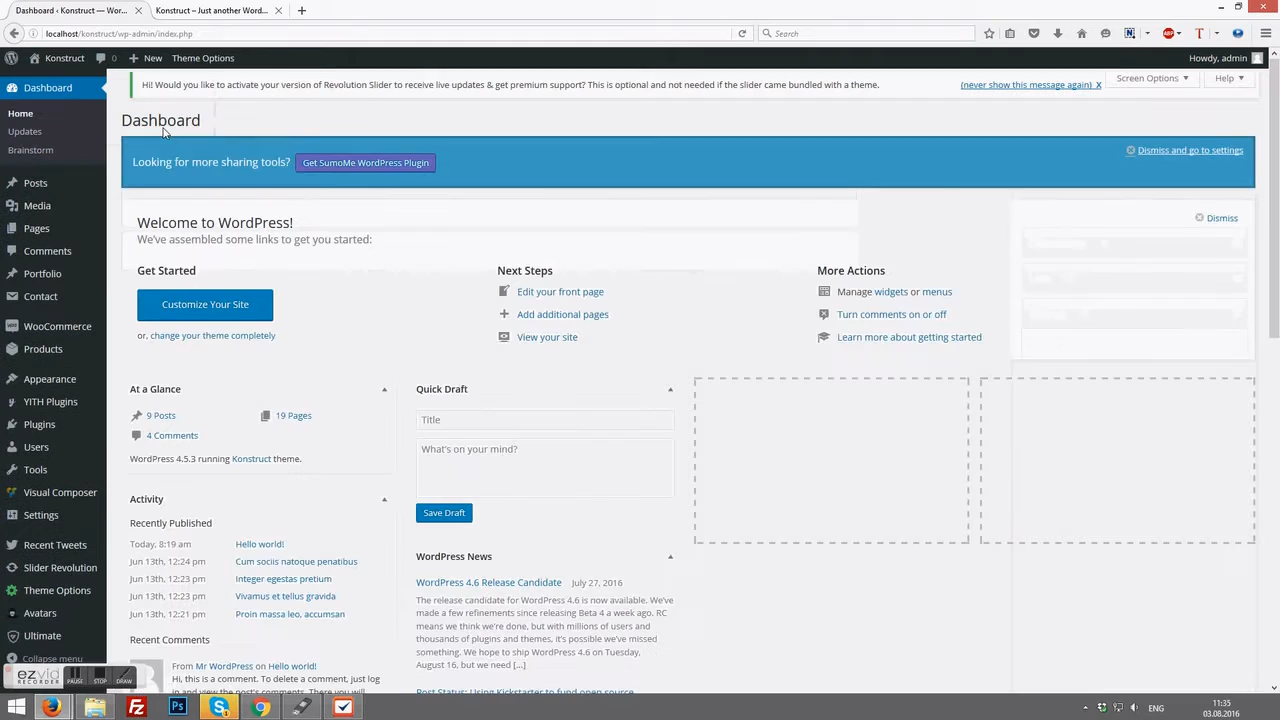 Dashboard ‹ Konstruct — Wor...
Konstruct – Just another Word...
localhost/konstruct/wp-admin/index.php
Search
Konstruct
0
New
Theme Options
Howdy, admin
Dashboard
Home
Updates
Brainstorm
Posts
Media
Pages
Comments
Portfolio
Contact
WooCommerce
Products
Appearance
YITH Plugins
Plugins
Users
Tools
Visual Composer
Settings
Recent Tweets
Slider Revolution
Theme Options
Avatars
Ultimate
Collapse menu
Hi! Would you like to activate your version of Revolution Slider to receive live updates & get premium support? This is optional and not needed if the slider came bundled with a theme.
(never show this message again) X
Screen Options
Help
Dashboard
Looking for more sharing tools?
Get SumoMe WordPress Plugin
Dismiss and go to settings
Welcome to WordPress!
We've assembled some links to get you started:
Dismiss
Get Started
Customize Your Site
or, change your theme completely
Next Steps
Edit your front page
Add additional pages
View your site
More Actions
Manage widgets or menus
Turn comments on or off
Learn more about getting started
At a Glance
9 Posts
19 Pages
4 Comments
WordPress 4.5.3 running Konstruct theme.
Activity
Recently Published
Today, 8:19 am Hello world!
Jun 13th, 12:24 pm Cum sociis natoque penatibus
Jun 13th, 12:23 pm Integer egestas pretium
Jun 13th, 12:23 pm Vivamus et tellus gravida
Jun 13th, 12:21 pm Proin massa leo, accumsan
Recent Comments
From Mr WordPress on Hello world!
Hi, this is a comment. To delete a comment, just log
in and view the post's comments. There you will
Quick Draft
Title
What's on your mind?
Save Draft
WordPress News
WordPress 4.6 Release Candidate July 27, 2016
The release candidate for WordPress 4.6 is now available. We've
made a few refinements since releasing Beta 4 a week ago. RC
means we think we're done, but with millions of users and
thousands of plugins and themes, it's possible we've missed
something. We hope to ship WordPress 4.6 on Tuesday,
August 16, but we need [...]
Post Status: Using Kickstarter to fund open source
ezvid
RECORDER
PAUSE
STOP
DRAW
ENG
11:35
03.08.2016